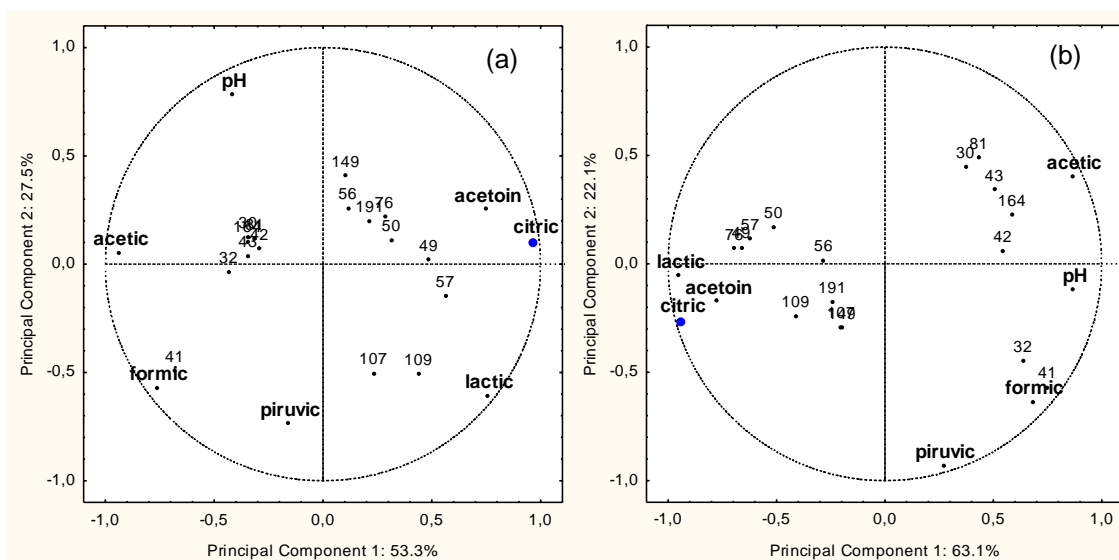 (a)
1,0
pH
0,5
149
56
191
76
50
acetoin
citric
30
42
43
acetic
32
49
0,0
57
41
-0,5
formic
107
109
lactic
piruvic
-1,0
-1,0
-0,5
0,0
0,5
1,0
Principal Component 2: 27.5%
Principal Component 1: 53.3%
(b)
1,0
0,5
81
30
43
acetic
164
50
57
76
56
42
0,0
lactic
acetoin
citric
pH
191
109
32
41
formic
-0,5
piruvic
-1,0
-1,0
-0,5
0,0
0,5
1,0
Principal Component 2: 22.1%
Principal Component 1: 63.1%